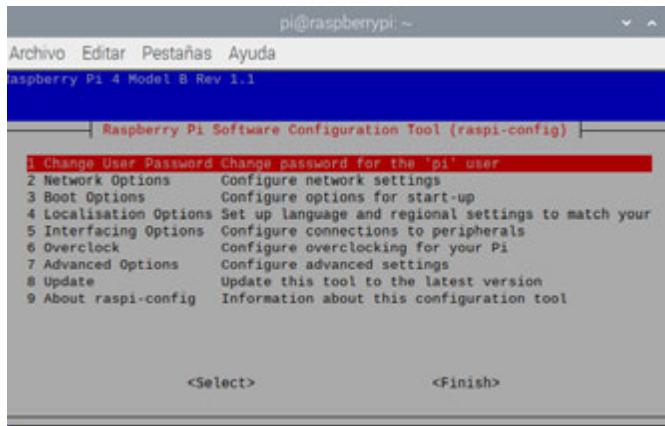 pi@raspberrypi: ~
Archivo Editar Pestañas Ayuda
Raspberry Pi 4 Model B Rev 1.1
Raspberry Pi Software Configuration Tool (raspi-config)
1 Change User Password Change password for the 'pi' user
2 Network Options Configure network settings
3 Boot Options Configure options for start-up
4 Localisation Options Set up language and regional settings to match your
5 Interfacing Options Configure connections to peripherals
6 Overclock Configure overclocking for your Pi
7 Advanced Options Configure advanced settings
8 Update Update this tool to the latest version
9 About raspi-config Information about this configuration tool
<Select> <Finish>